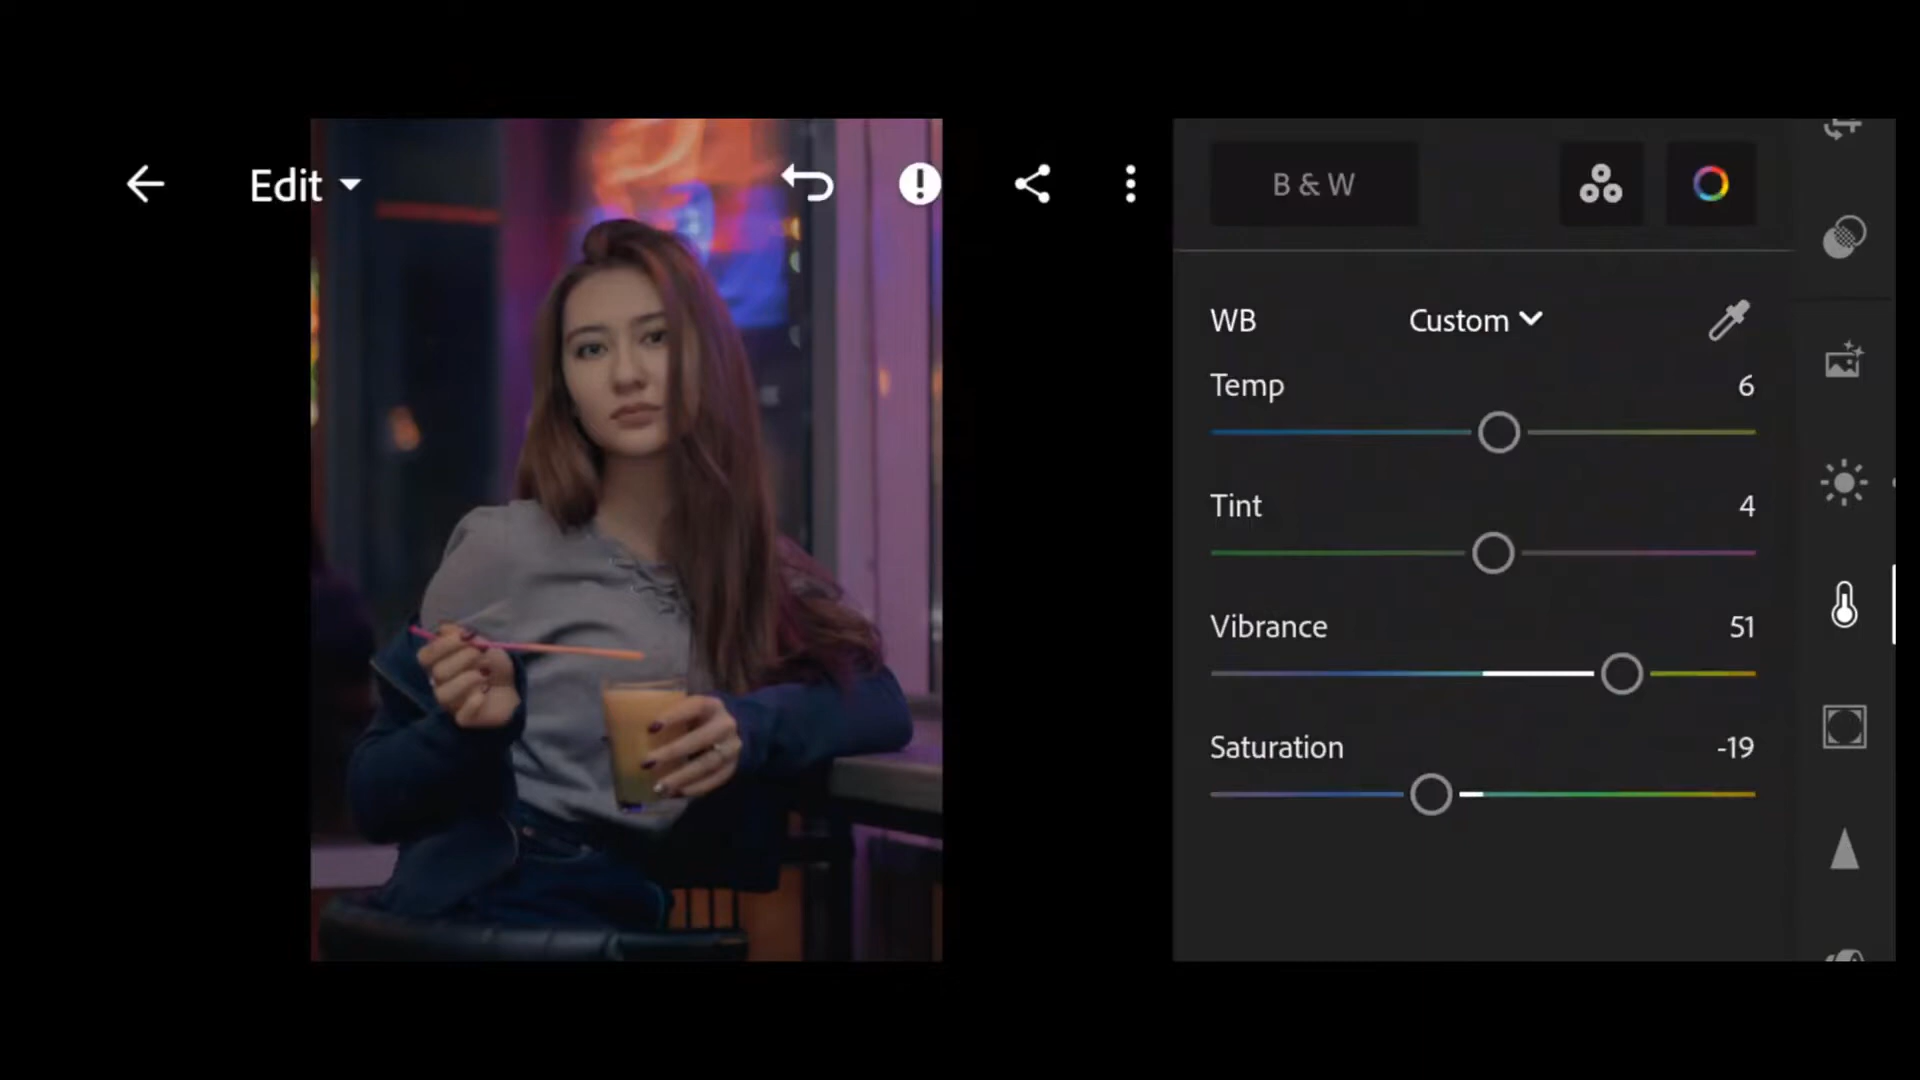 Edit
B & W
WB Custom
Temp 6
Tint 4
Vibrance 51
Saturation -19